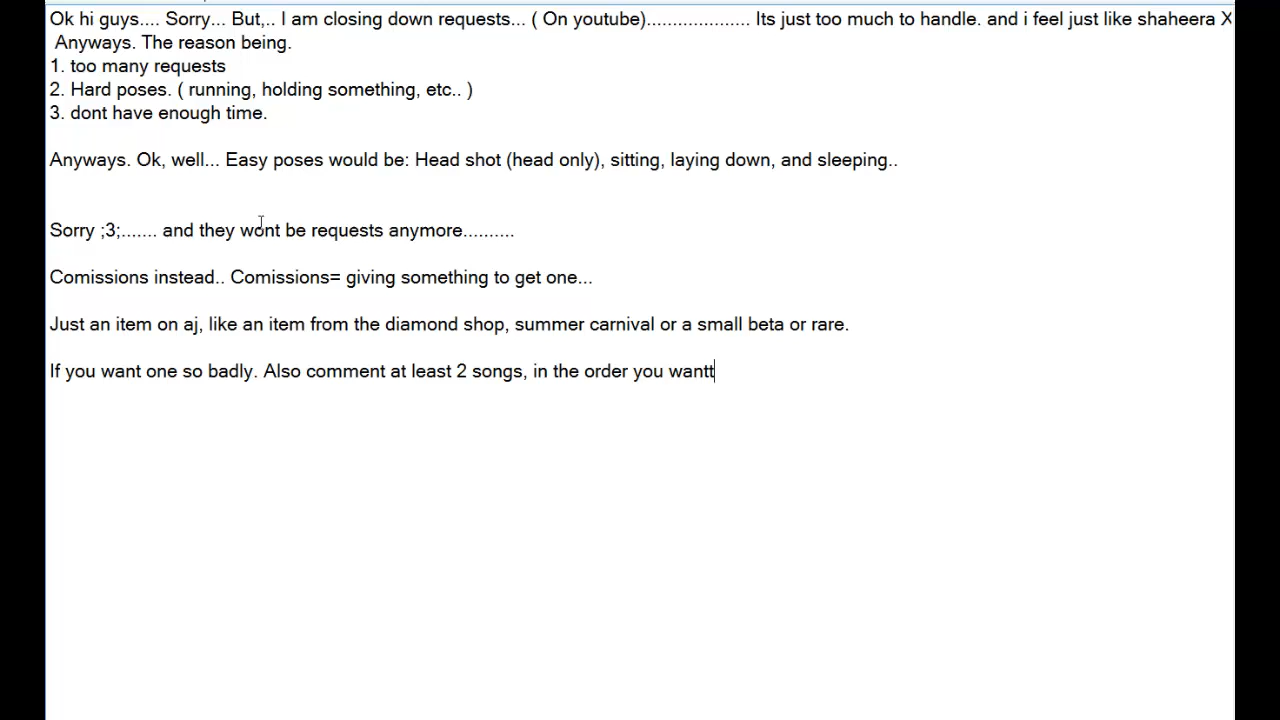 Ok hi guys.... Sorry... But,.. I am closing down requests... ( On youtube).................... Its just too much to handle. and i feel just like shaheera X
Anyways. The reason being.
1. too many requests
2. Hard poses. ( running, holding something, etc.. )
3. dont have enough time.
Anyways. Ok, well... Easy poses would be: Head shot (head only), sitting, laying down, and sleeping..
Sorry ;3;....... and they wont be requests anymore..........
Comissions instead.. Comissions= giving something to get one...
Just an item on aj, like an item from the diamond shop, summer carnival or a small beta or rare.
If you want one so badly. Also comment at least 2 songs, in the order you wantt